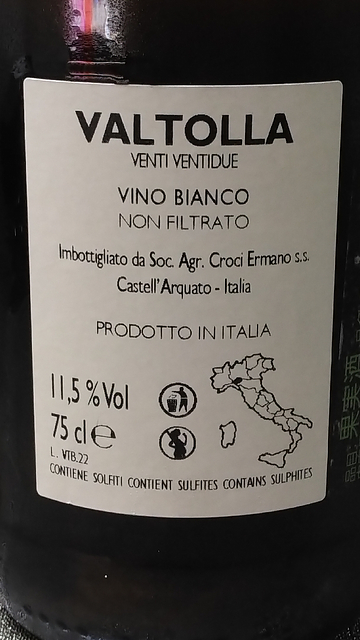 VALTOLLA
VENTI VENTIDUE
VINO BIANCO
NON FILTRATO
Imbottigliato da Soc. Agr. Croci Ermano s.s.
Castell'Arquato - Italia
PRODOTTO IN ITALIA
11,5 % Vol
75 cl e
L. VTB.22
CONTIENE SOLFITI CONTIENT SULFITES CONTAINS SULPHITES